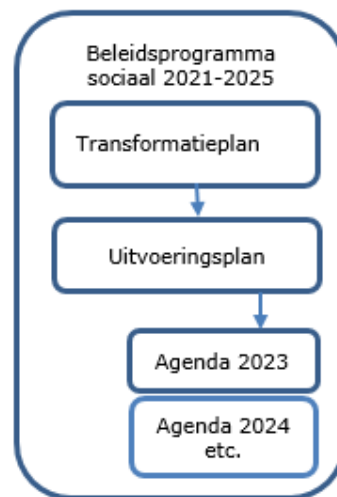 Beleidsprogramma
sociaal 2021-2025
Transformatieplan
Uitvoeringsplan
Agenda 2023
Agenda 2024
etc.